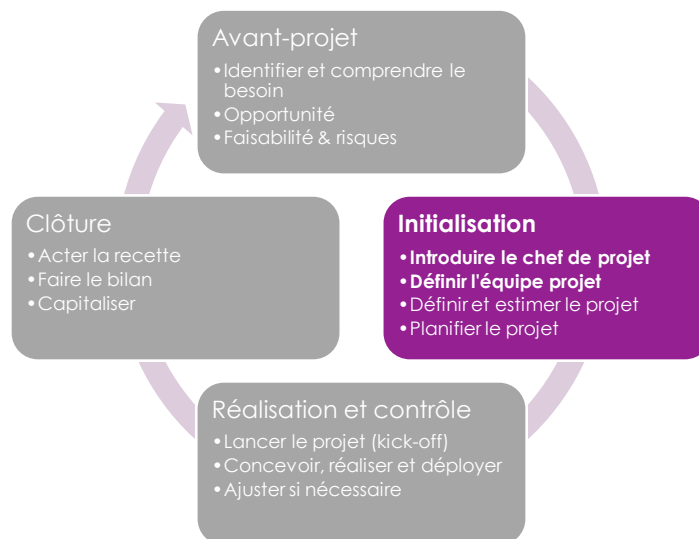 Avant-projet
•Identifier et comprendre le
besoin
•Opportunité
•Faisabilité & risques
Initialisation
•Introduire le chef de projet
•Définir l'équipe projet
•Définir et estimer le projet
•Planifier le projet
Réalisation et contrôle
•Lancer le projet (kick-off)
•Concevoir, réaliser et déployer
•Ajuster si nécessaire
Clôture
•Acter la recette
•Faire le bilan
•Capitaliser